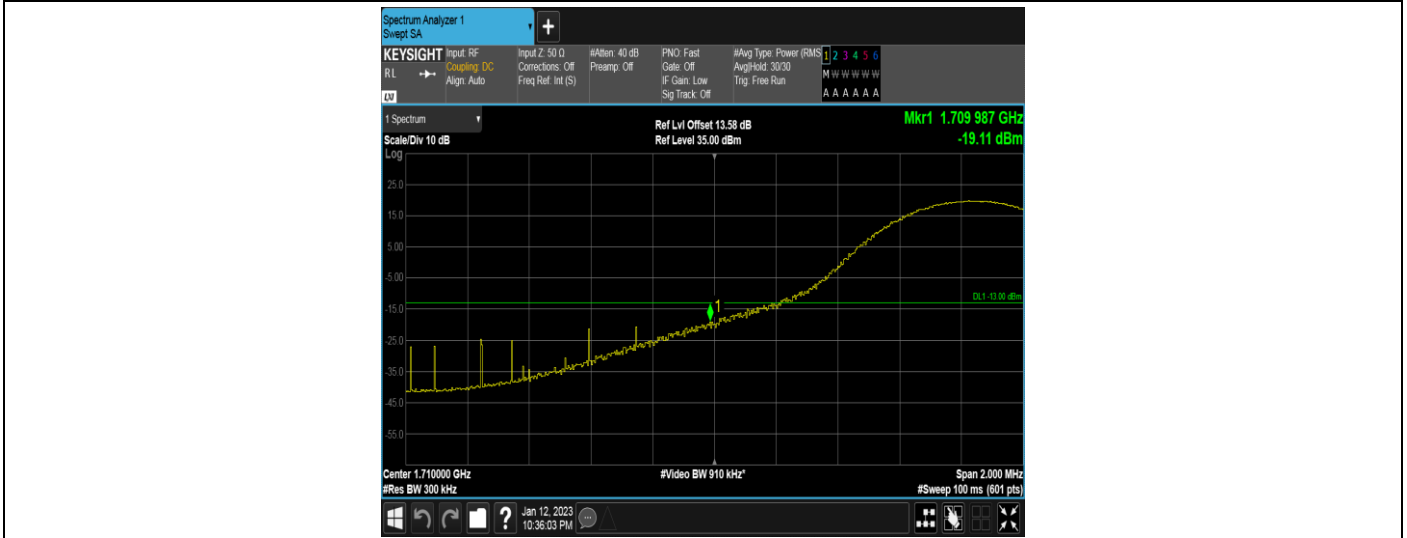 Spectrum Analyzer 1
Swept SA
+
KEYSIGHT Input: RF Input Z: 50 Ω #Atten: 40 dB PNO: Fast #Avg Type: Power (RMS 1 2 3 4 5 6
RL Coupling: DC Corrections: Off Preamp: Off Gate: Off Avg|Hold: 30/30 M W W W W W
Align: Auto Freq Ref: Int (S) IF Gain: Low Trig: Free Run
LXI Sig Track: Off A A A A A A
1 Spectrum Ref Lvl Offset 13.58 dB Mkr1 1.709 987 GHz
Scale/Div 10 dB Ref Level 35.00 dBm -19.11 dBm
Log
25.0
15.0
5.00
-5.00
DL1 -13.00 dBm
1
-15.0
-25.0
-35.0
-45.0
-55.0
Center 1.710000 GHz #Video BW 910 kHz* Span 2.000 MHz
#Res BW 300 kHz #Sweep 100 ms (601 pts)
? Jan 12, 2023
10:36:03 PM